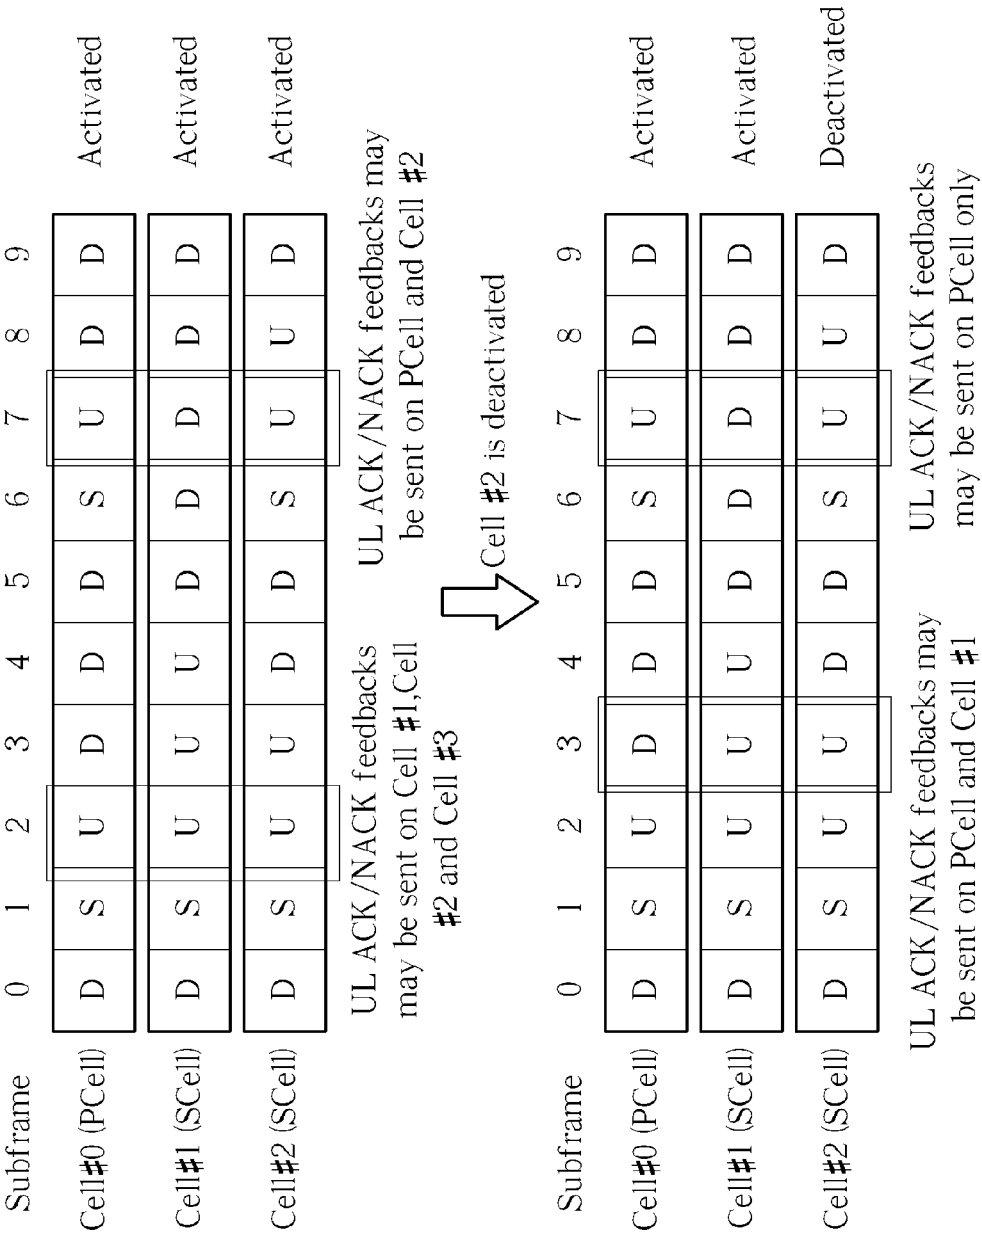 Subframe 0 1 2 3 4 5 6 7 8 9
Cell#0 (PCell) D S U D D D S U D D Activated
Cell#1 (SCell) D S U U U D D D D D Activated
Cell#2 (SCell) D S U U D D S U U D Activated
UL ACK/NACK feedbacks
may be sent on Cell #1,Cell
#2 and Cell #3
UL ACK/NACK feedbacks may
be sent on PCell and Cell #2
Cell #2 is deactivated
Subframe 0 1 2 3 4 5 6 7 8 9
Cell#0 (PCell) D S U D D D S U D D Activated
Cell#1 (SCell) D S U U U D D D D D Activated
Cell#2 (SCell) D S U U D D S U U D Deactivated
UL ACK/NACK feedbacks may
be sent on PCell and Cell #1
UL ACK/NACK feedbacks
may be sent on PCell only